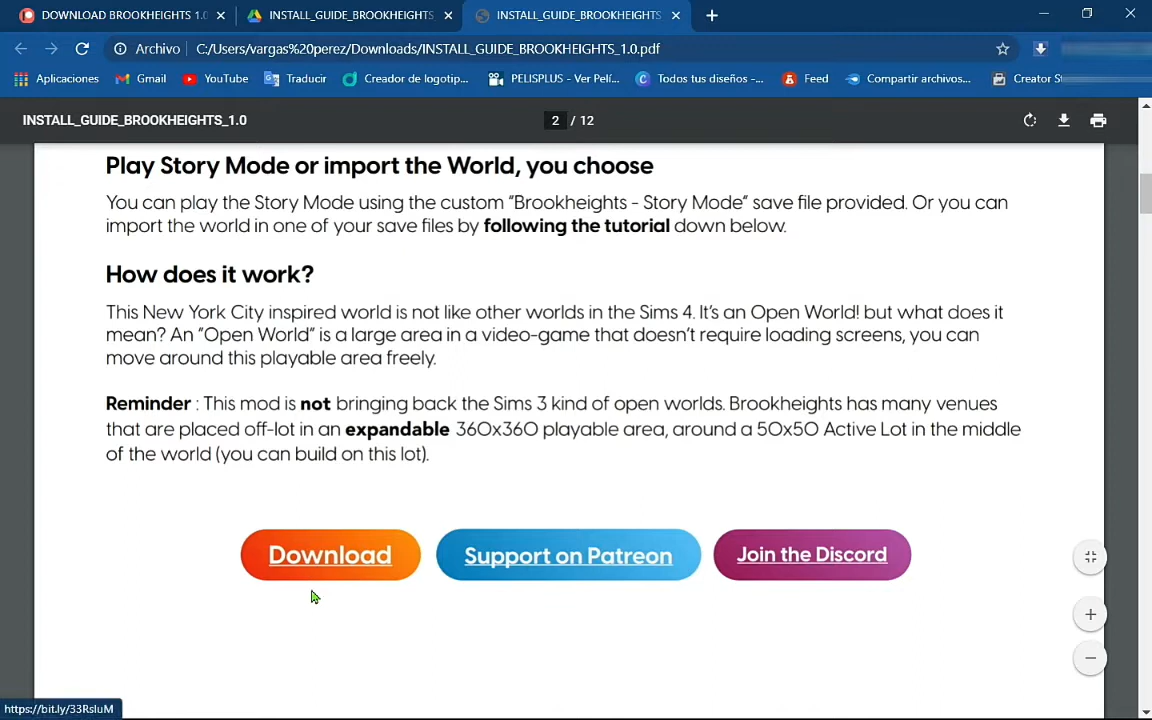 DOWNLOAD BROOKHEIGHTS 1.0
INSTALL_GUIDE_BROOKHEIGHTS
INSTALL_GUIDE_BROOKHEIGHTS
Archivo
C:/Users/vargas%20perez/Downloads/INSTALL_GUIDE_BROOKHEIGHTS_1.0.pdf
Aplicaciones
Gmail
YouTube
Traducir
Creador de logotip...
PELISPLUS - Ver Pelí...
Todos tus diseños -...
Feed
Compartir archivos...
Creator St
INSTALL_GUIDE_BROOKHEIGHTS_1.0
2 / 12
Play Story Mode or import the World, you choose
You can play the Story Mode using the custom "Brookheights - Story Mode" save file provided. Or you can
import the world in one of your save files by following the tutorial down below.
How does it work?
This New York City inspired world is not like other worlds in the Sims 4. It's an Open World! but what does it
mean? An "Open World" is a large area in a video-game that doesn't require loading screens, you can
move around this playable area freely.
Reminder : This mod is not bringing back the Sims 3 kind of open worlds. Brookheights has many venues
that are placed off-lot in an expandable 360x360 playable area, around a 50x50 Active Lot in the middle
of the world (you can build on this lot).
Download
Support on Patreon
Join the Discord
https://bit.ly/33RsluM